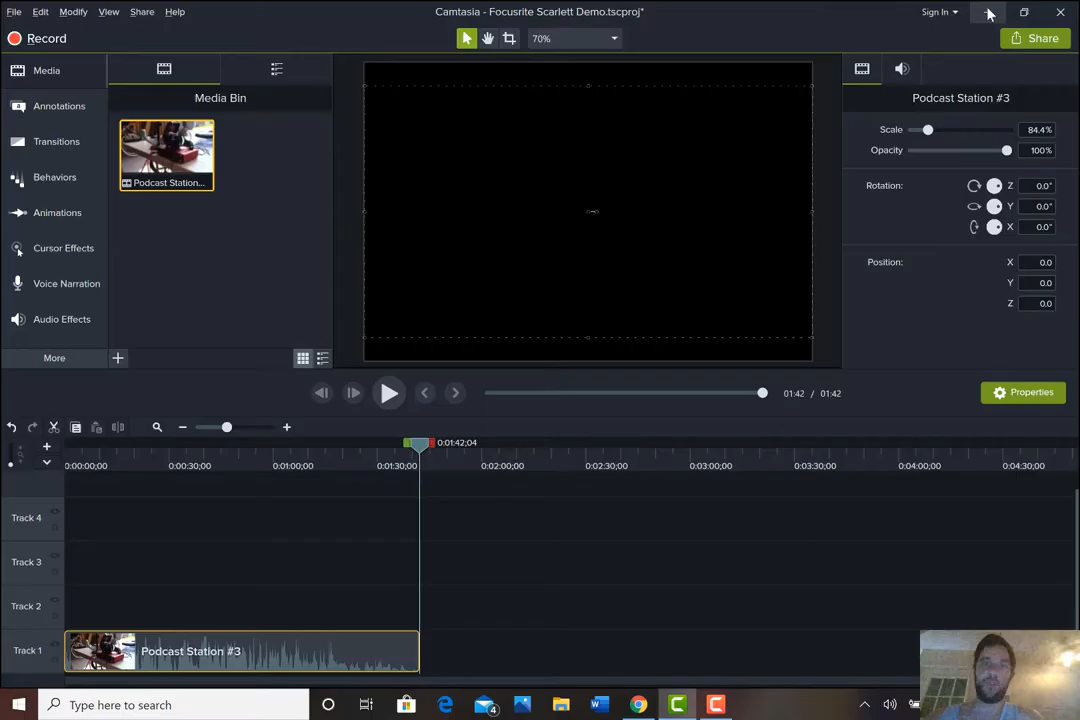 File Edit Modify View Share Help Camtasia - Focusrite Scarlett Demo.tscproj* Sign In
Record 70% Share
Media
Annotations
Transitions
Behaviors
Animations
Cursor Effects
Voice Narration
Audio Effects
More
Media Bin
Podcast Station...
Podcast Station #3
Scale 84.4%
Opacity 100%
Rotation: Z 0.0°
Y 0.0°
X 0.0°
Position: X 0.0
Y 0.0
Z 0.0
01:42 / 01:42 Properties
0:01:42;04
0:00:00;00 0:00:30;00 0:01:00;00 0:01:30;00 0:02:00;00 0:02:30;00 0:03:00;00 0:03:30;00 0:04:00;00 0:04:30;00
Track 4
Track 3
Track 2
Track 1 Podcast Station #3
Type here to search 4